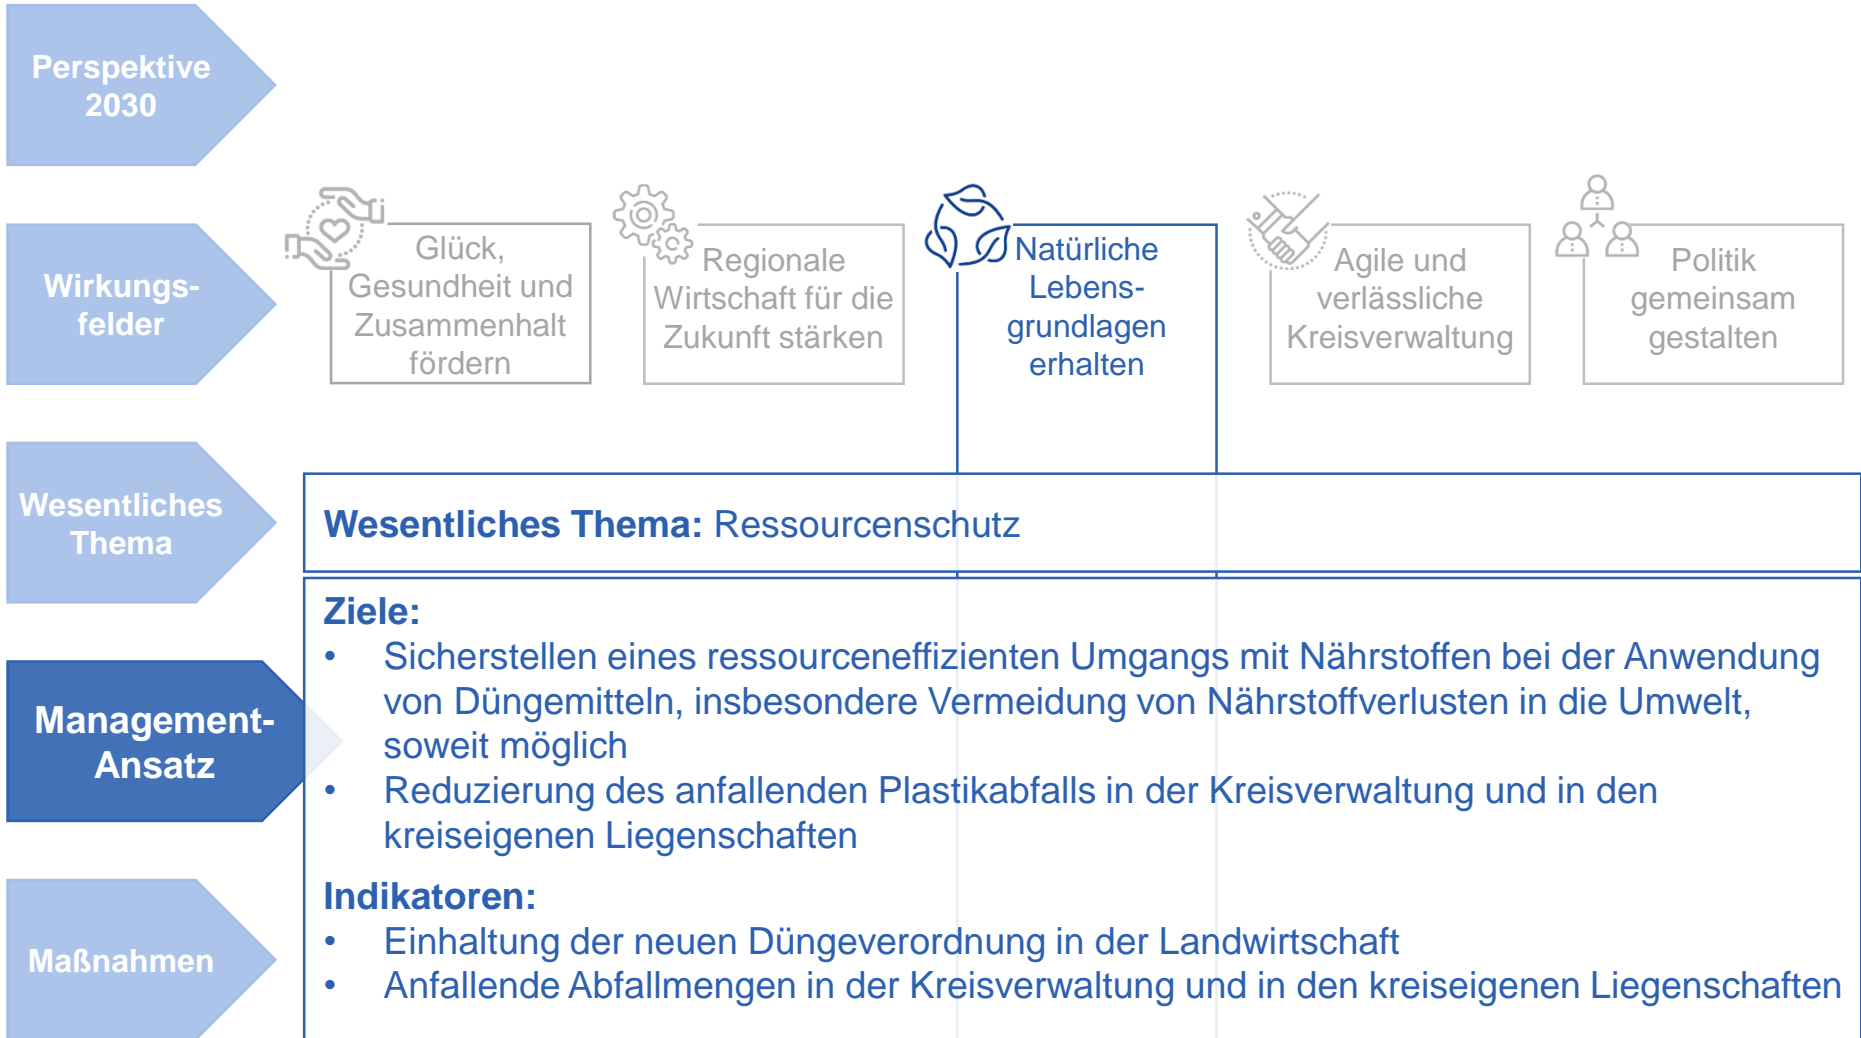 Perspektive
2030
Wirkungs-
felder
Glück,
Gesundheit und
Zusammenhalt
fördern
Regionale
Wirtschaft für die
Zukunft stärken
Natürliche
Lebens-
grundlagen
erhalten
Agile und
verlässliche
Kreisverwaltung
Politik
gemeinsam
gestalten
Wesentliches
Thema
Wesentliches Thema: Ressourcenschutz
Management-
Ansatz
Ziele:
• Sicherstellen eines ressourceneffizienten Umgangs mit Nährstoffen bei der Anwendung
von Düngemitteln, insbesondere Vermeidung von Nährstoffverlusten in die Umwelt,
soweit möglich
• Reduzierung des anfallenden Plastikabfalls in der Kreisverwaltung und in den
kreiseigenen Liegenschaften
Maßnahmen
Indikatoren:
• Einhaltung der neuen Düngeverordnung in der Landwirtschaft
• Anfallende Abfallmengen in der Kreisverwaltung und in den kreiseigenen Liegenschaften